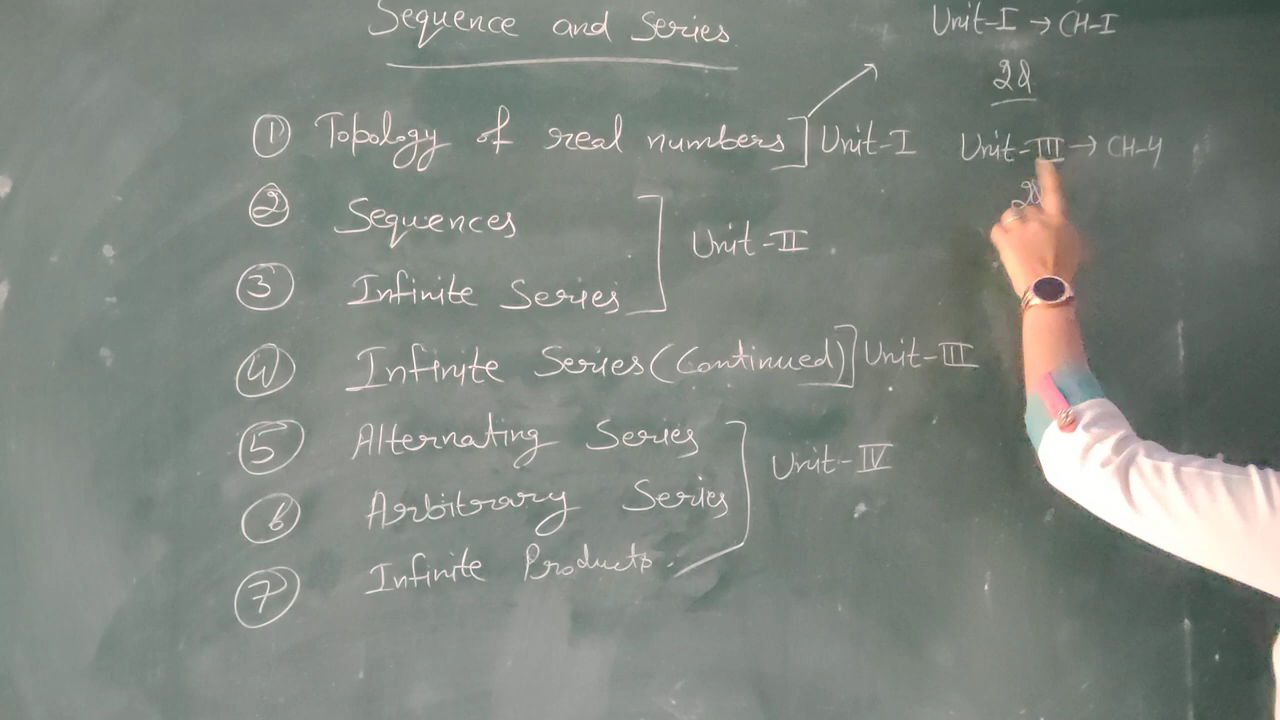 Sequence and Series
① Topology of real numbers] Unit-I
② Sequences
③ Infinite Series
Unit-II
④ Infinite Series (Continued)] Unit-III
⑤ Alternating Series
⑥ Arbitrary Series
⑦ Infinite Products.
Unit-IV
Unit-I → CH-I
Unit-III → CH-4